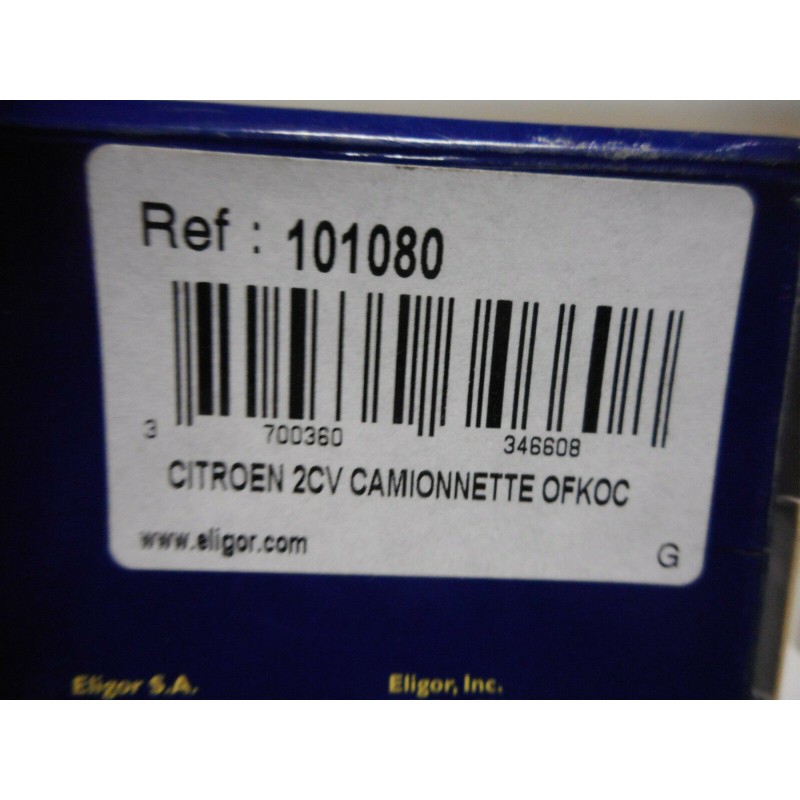 Ref : 101080
3 700360 346608
CITROEN 2CV CAMIONNETTE OFKOC
www.eligor.com G
Eligor S.A. Eligor, Inc.